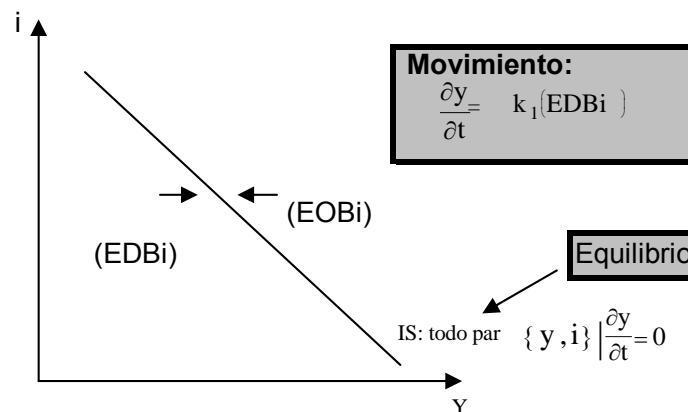 i
Movimiento:
∂y/∂t = k₁(EDBi)
(EOBi)
(EDBi)
Equilibrio
IS: todo par { y , i } | ∂y/∂t = 0
Y